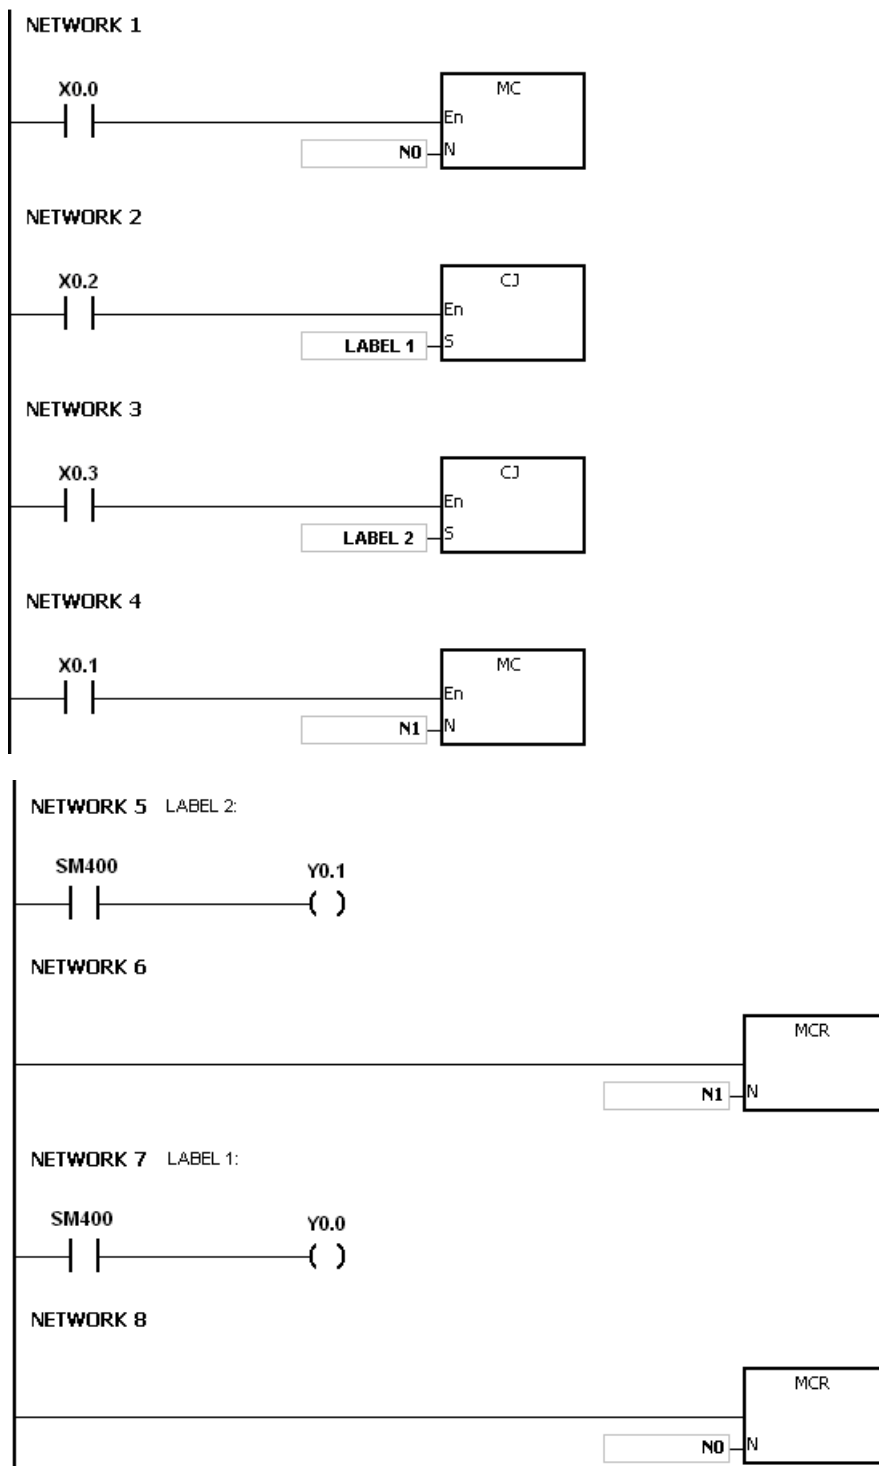 NETWORK 1
X0.0
MC
En
N0 N
NETWORK 2
X0.2
CJ
En
LABEL 1 S
NETWORK 3
X0.3
CJ
En
LABEL 2 S
NETWORK 4
X0.1
MC
En
N1 N
NETWORK 5 LABEL 2:
SM400 Y0.1
NETWORK 6
MCR
N1 N
NETWORK 7 LABEL 1:
SM400 Y0.0
NETWORK 8
MCR
N0 N